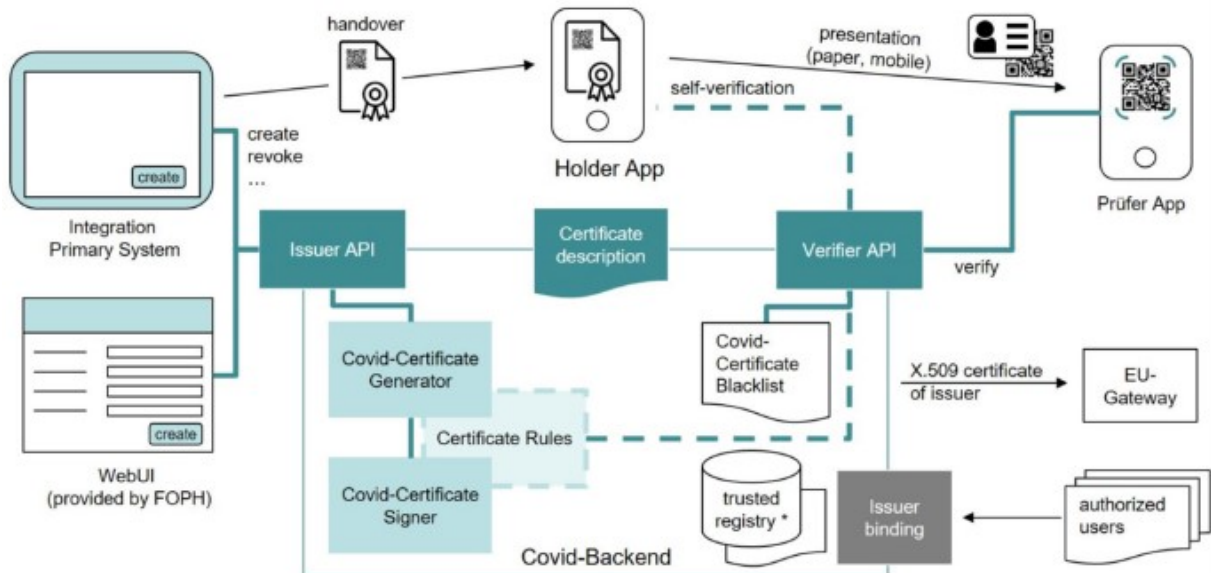 handover
presentation
(paper, mobile)
self-verification
create
revoke
...
create
Holder App
Integration
Primary System
Prüfer App
Issuer API
Certificate
description
Verifier API
verify
Covid-Certificate
Generator
Covid-
Certificate
Blacklist
X.509 certificate
of issuer
EU-
Gateway
create
Certificate Rules
WebUI
(provided by FOPH)
Covid-Certificate
Signer
trusted
registry *
Issuer
binding
authorized
users
Covid-Backend